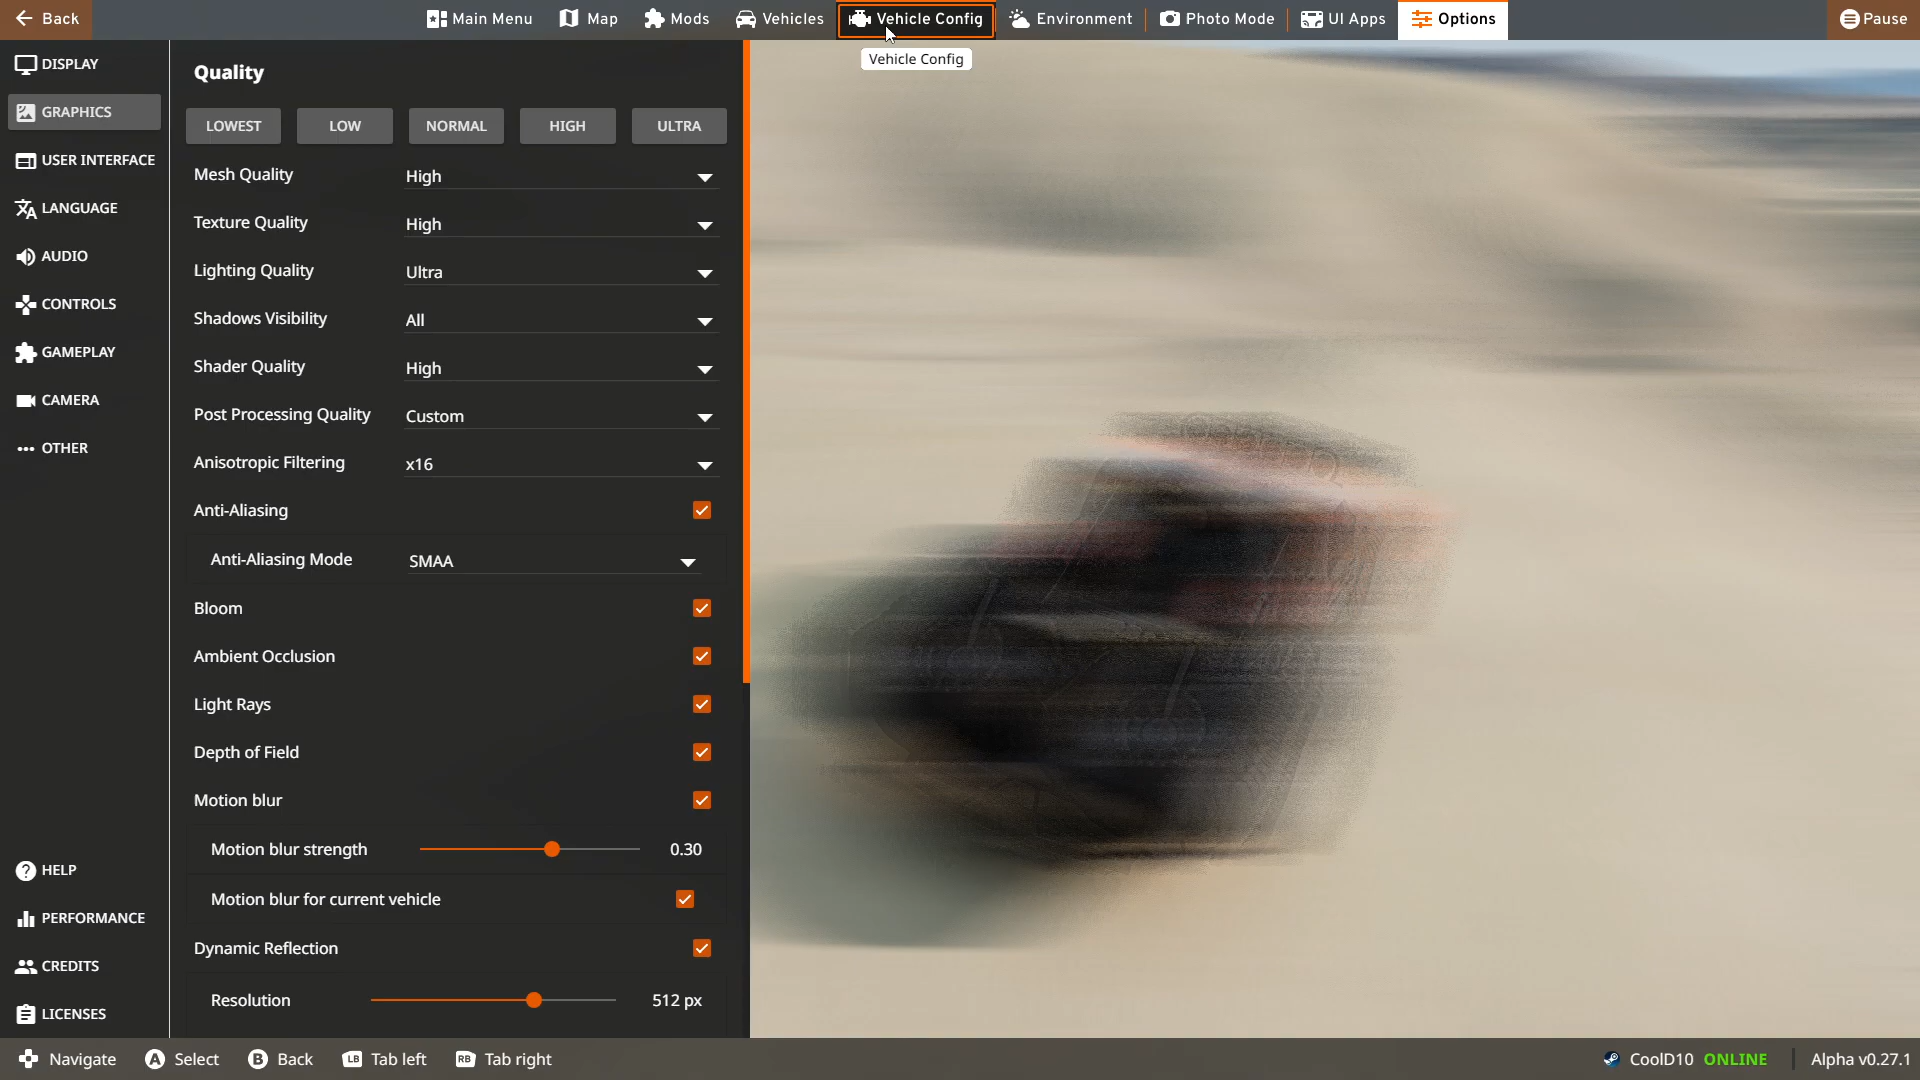 Back
Main Menu
Map
Mods
Vehicles
Vehicle Config
Environment
Photo Mode
UI Apps
Options
Pause
Vehicle Config
DISPLAY
GRAPHICS
USER INTERFACE
LANGUAGE
AUDIO
CONTROLS
GAMEPLAY
CAMERA
OTHER
HELP
PERFORMANCE
CREDITS
LICENSES
Quality
LOWEST LOW NORMAL HIGH ULTRA
Mesh Quality High
Texture Quality High
Lighting Quality Ultra
Shadows Visibility All
Shader Quality High
Post Processing Quality Custom
Anisotropic Filtering x16
Anti-Aliasing
Anti-Aliasing Mode SMAA
Bloom
Ambient Occlusion
Light Rays
Depth of Field
Motion blur
Motion blur strength 0.30
Motion blur for current vehicle
Dynamic Reflection
Resolution 512 px
Navigate A Select B Back LB Tab left RB Tab right
CoolD10 ONLINE Alpha v0.27.1